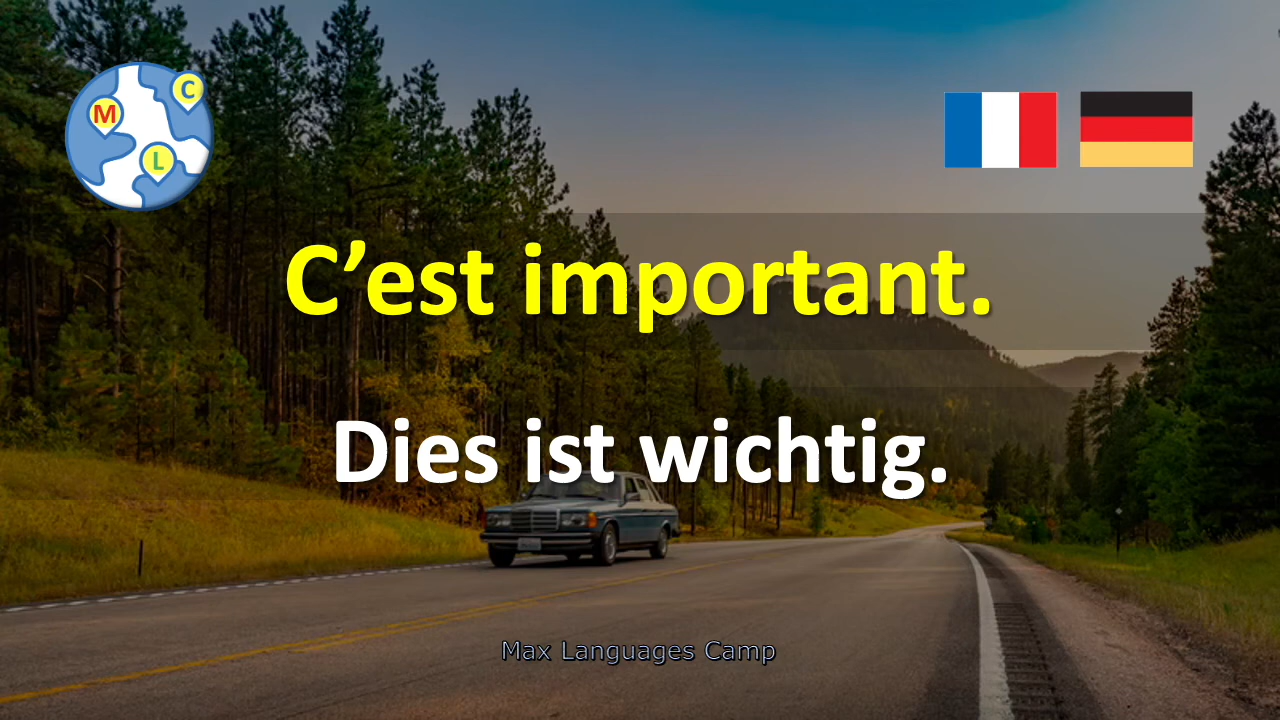 M
C
L
C’est important.
Dies ist wichtig.
Max Languages Camp